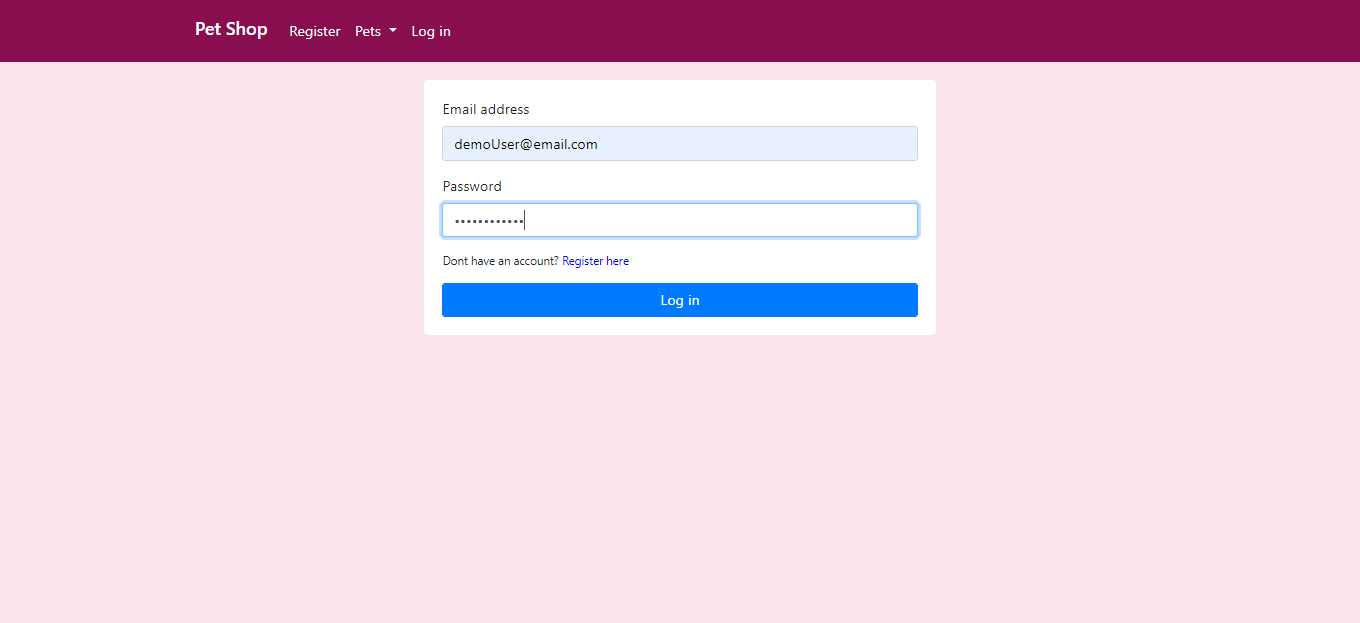 Pet Shop Register Pets Log in
Email address
demoUser@email.com
Password
••••••••••••
Dont have an account? Register here
Log in